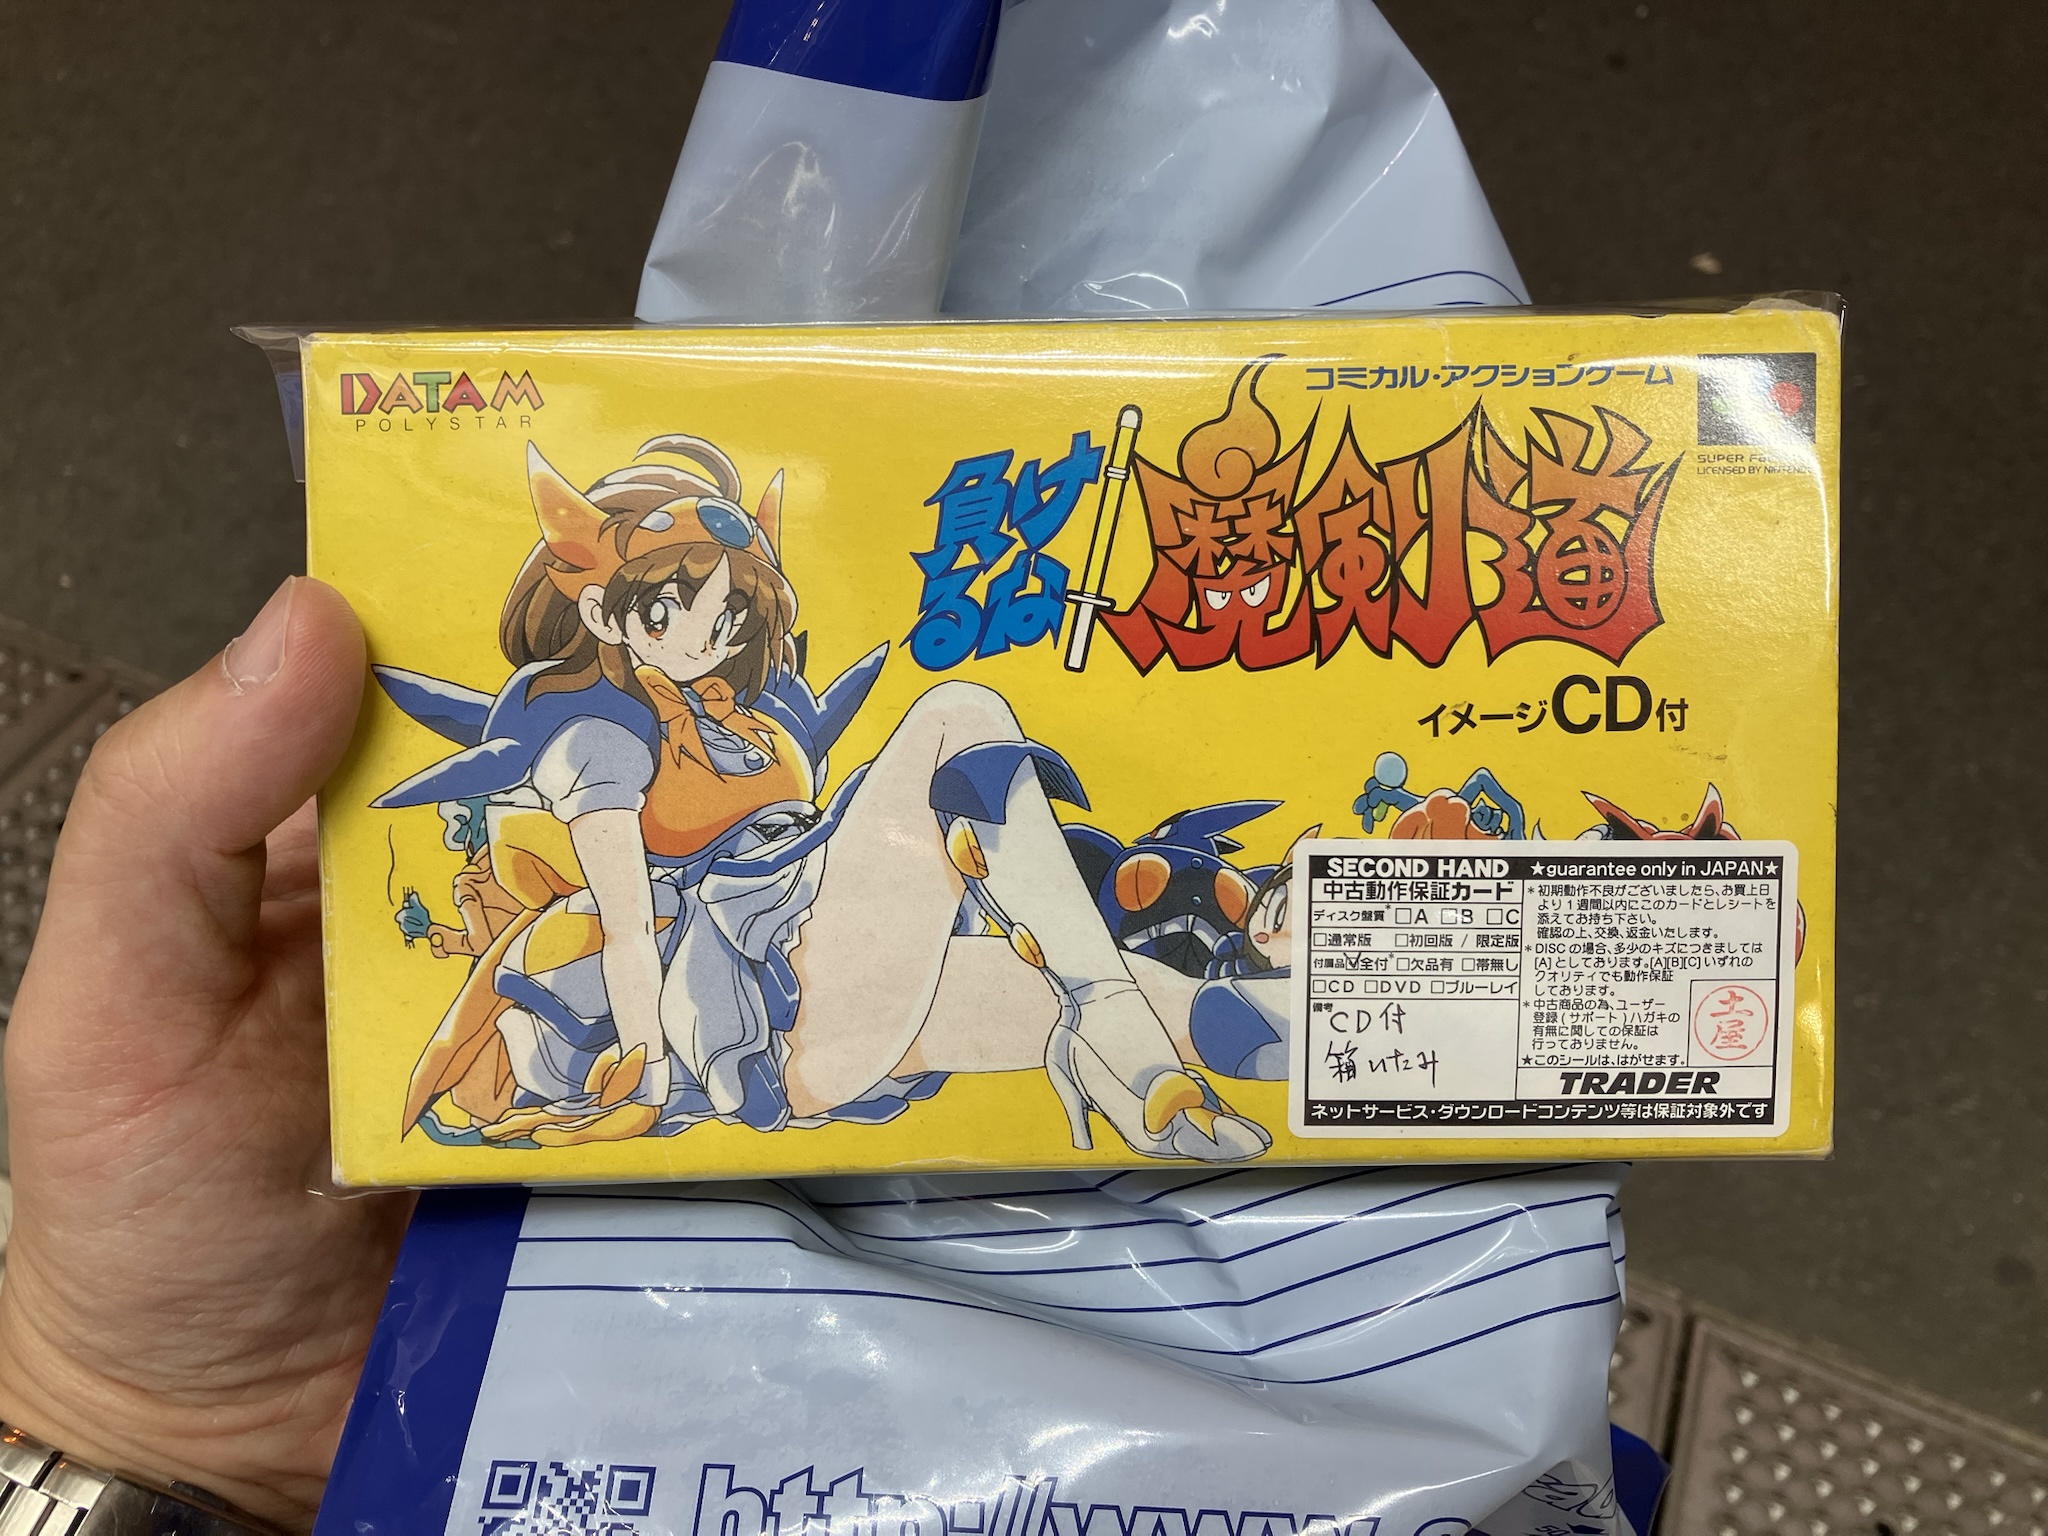 DATAM
POLYSTAR
コミカル・アクションゲーム
負けるな!魔剣道
イメージCD付
SUPER
LICENSED BY NINTENDO
SECOND HAND
★guarantee only in JAPAN★
中古動作保証カード
ディスク盤質* □A □B □C
□通常版 □初回版 / 限定版
付属品☑全付* □欠品有 □帯無し
□CD □DVD □ブルーレイ
備考
CD付
箱いたみ
*初期動作不良がございましたら、お買上日
より1週間以内にこのカードとレシートを
添えてお持ち下さい。
確認の上、交換、返金いたします。
*DISCの場合、多少のキズにつきましては
[A]としております。[A][B][C]いずれの
クオリティでも動作保証
しております。
*中古商品の為、ユーザー
登録(サポート)ハガキの
有無に関しての保証は
行っておりません。
★このシールは、はがせます。
土屋
TRADER
ネットサービス・ダウンロードコンテンツ等は保証対象外です
http://www.